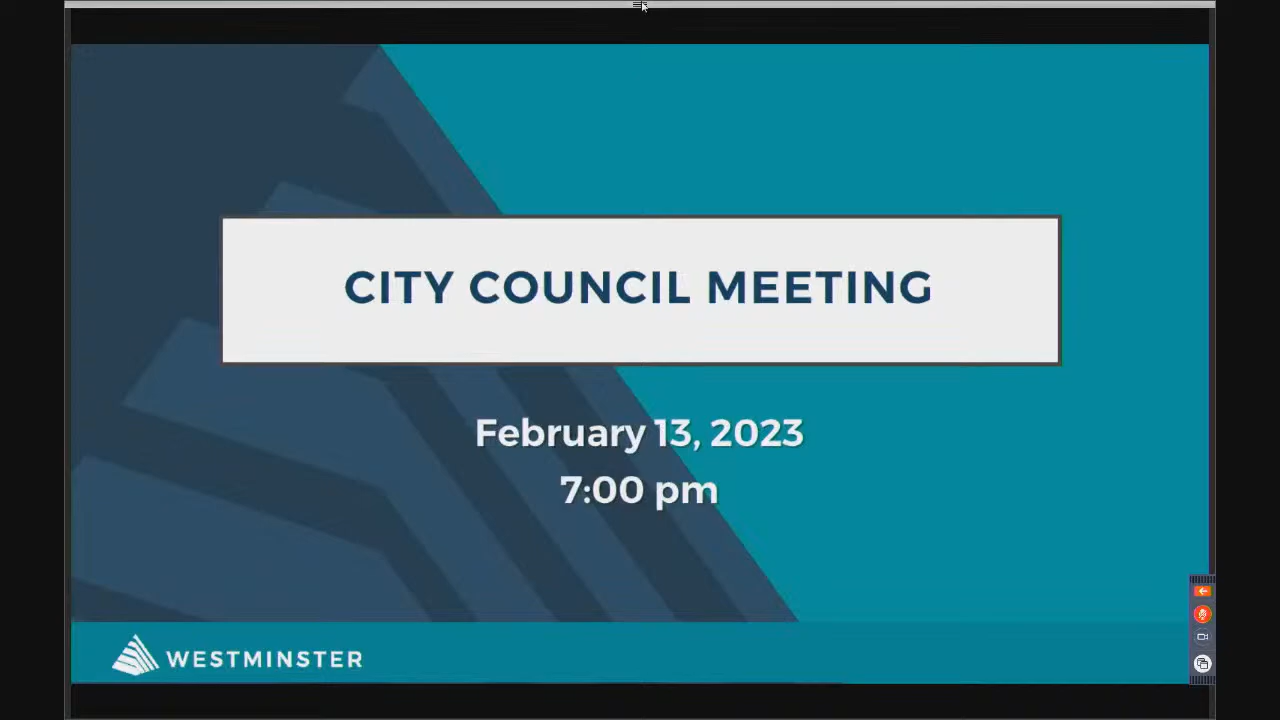 CITY COUNCIL MEETING
February 13, 2023
7:00 pm
WESTMINSTER